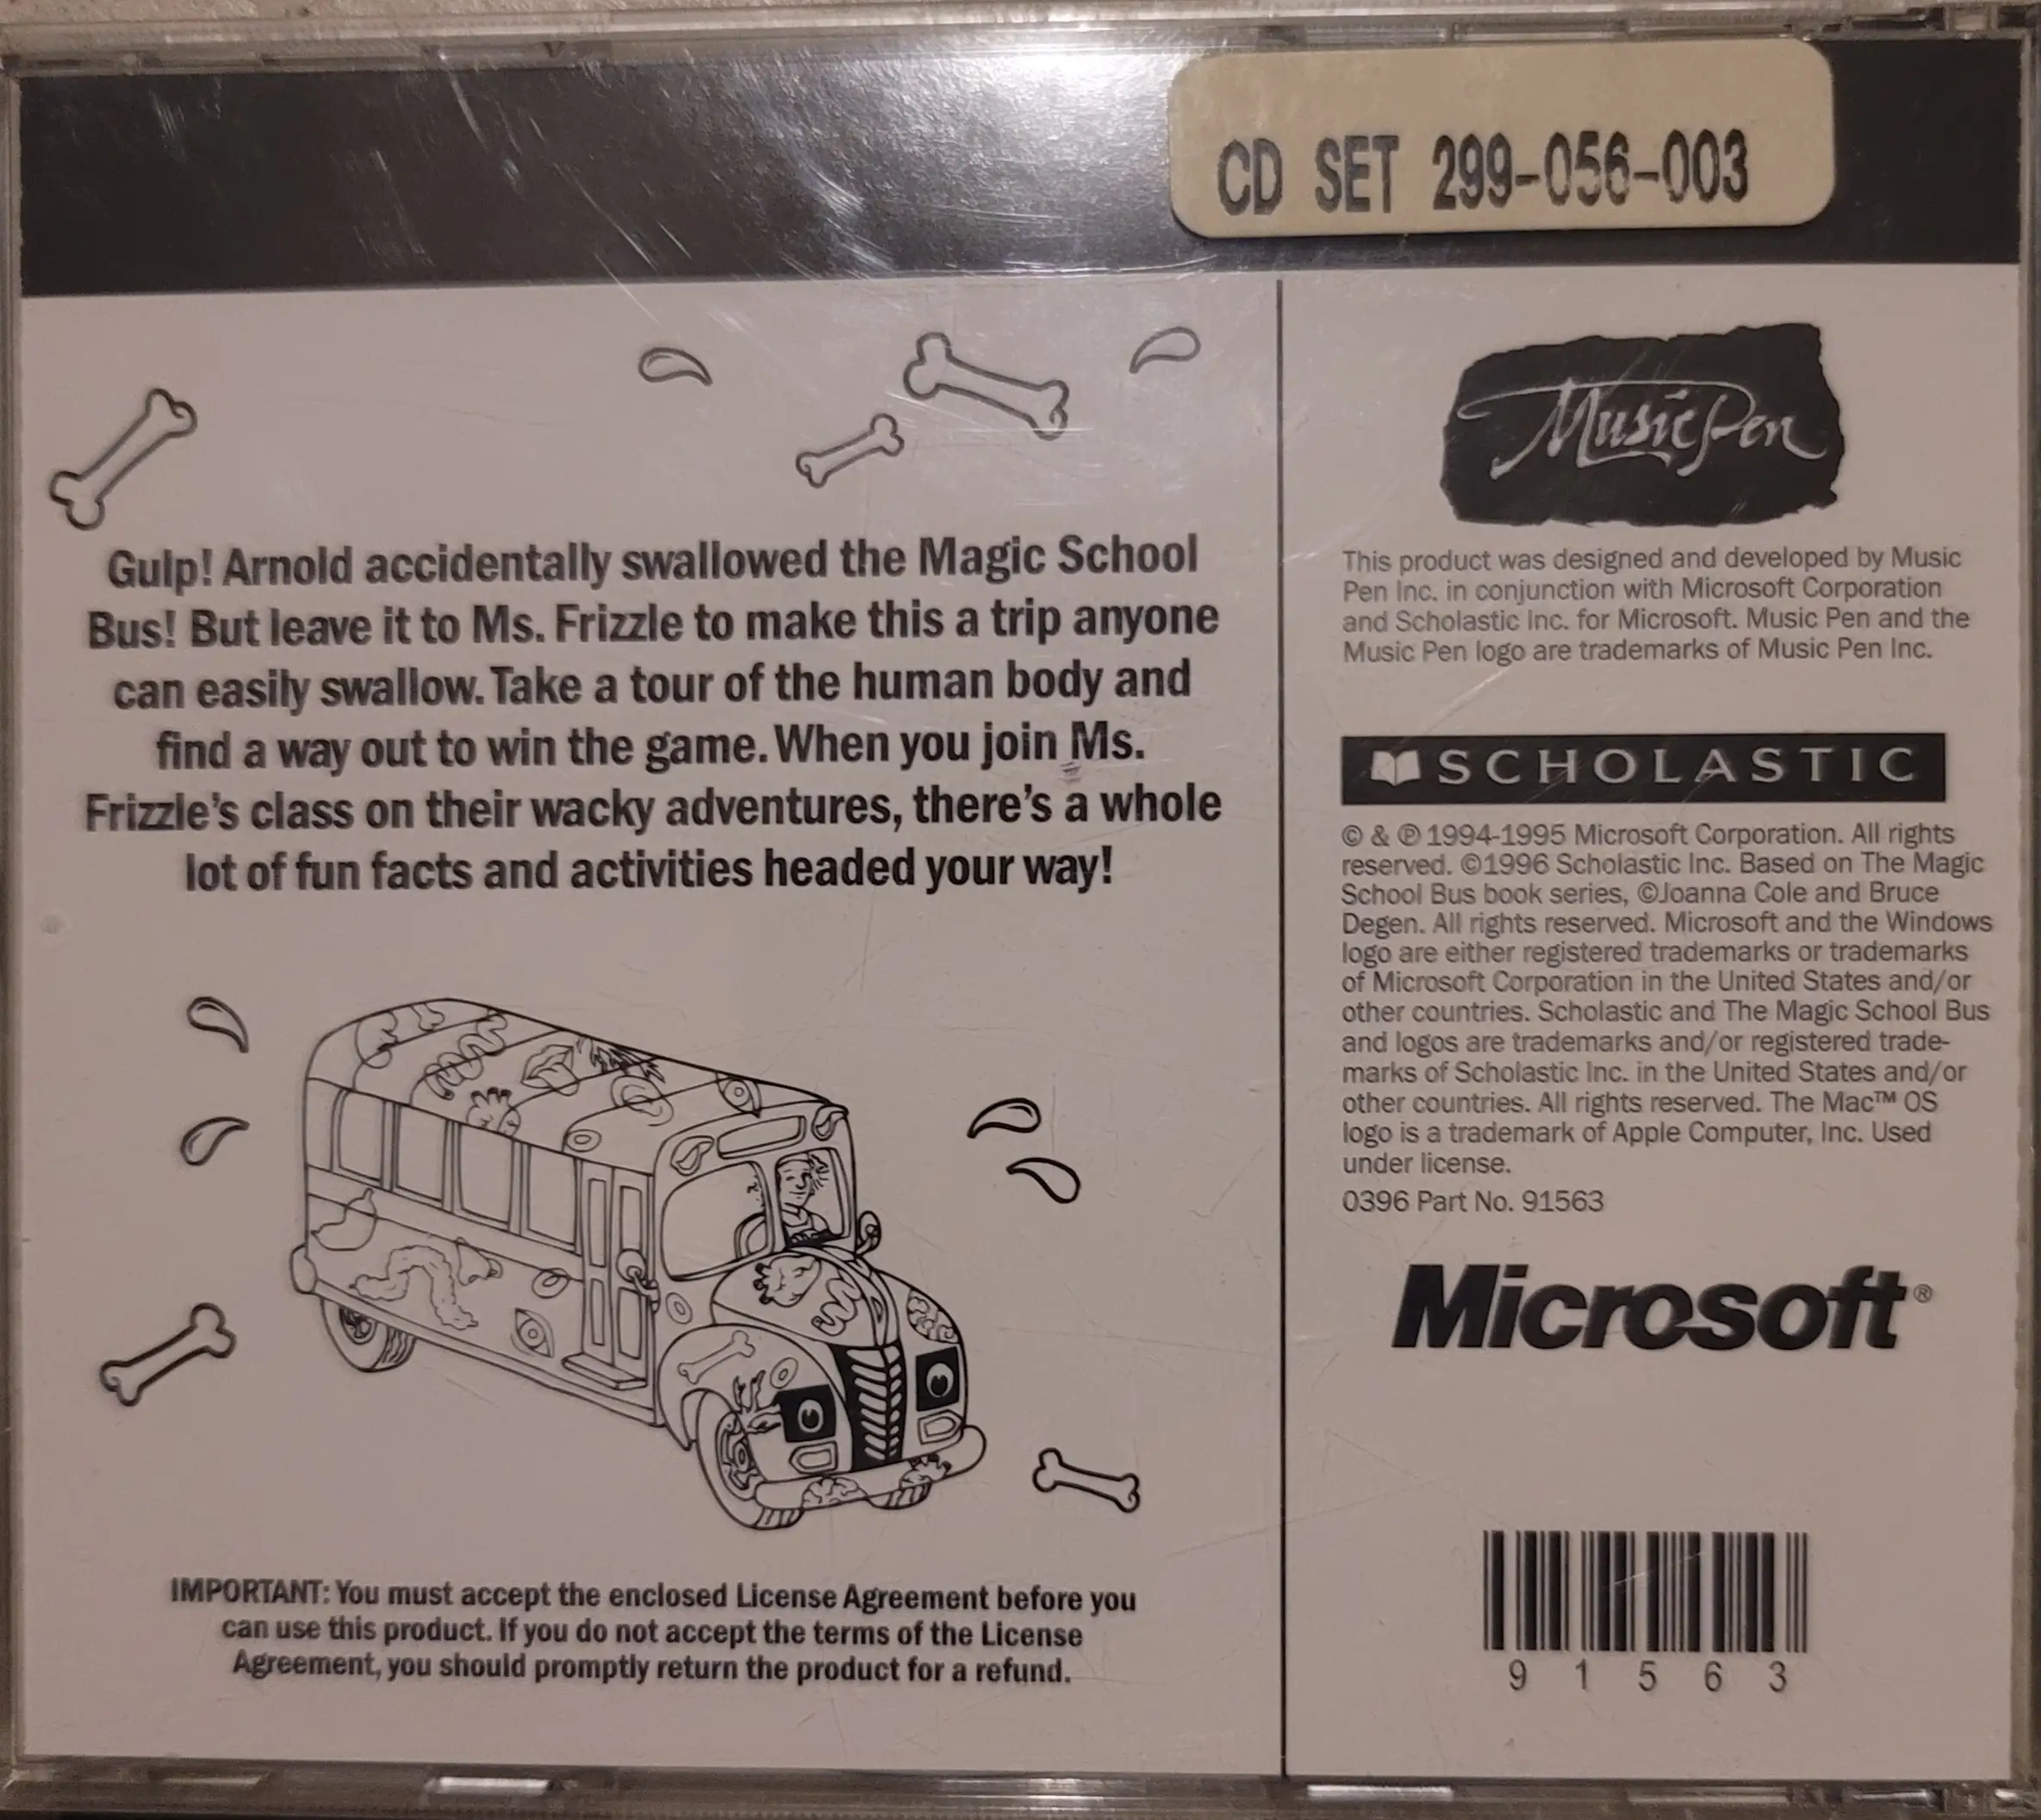 CD SET 299-056-003
Gulp! Arnold accidentally swallowed the Magic School
Bus! But leave it to Ms. Frizzle to make this a trip anyone
can easily swallow. Take a tour of the human body and
find a way out to win the game. When you join Ms.
Frizzle's class on their wacky adventures, there's a whole
lot of fun facts and activities headed your way!
IMPORTANT: You must accept the enclosed License Agreement before you
can use this product. If you do not accept the terms of the License
Agreement, you should promptly return the product for a refund.
MusicPen
This product was designed and developed by Music
Pen Inc. in conjunction with Microsoft Corporation
and Scholastic Inc. for Microsoft. Music Pen and the
Music Pen logo are trademarks of Music Pen Inc.
SCHOLASTIC
© & ℗ 1994-1995 Microsoft Corporation. All rights
reserved. ©1996 Scholastic Inc. Based on The Magic
School Bus book series, ©Joanna Cole and Bruce
Degen. All rights reserved. Microsoft and the Windows
logo are either registered trademarks or trademarks
of Microsoft Corporation in the United States and/or
other countries. Scholastic and The Magic School Bus
and logos are trademarks and/or registered trade-
marks of Scholastic Inc. in the United States and/or
other countries. All rights reserved. The Mac™ OS
logo is a trademark of Apple Computer, Inc. Used
under license.
0396 Part No. 91563
Microsoft®
9 1 5 6 3